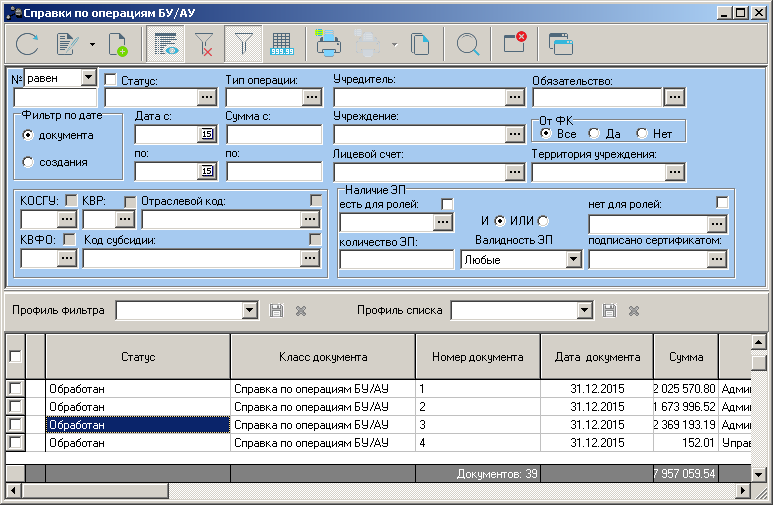 Справки по операциям БУ/АУ
999.99
№ равен Статус: Тип операции: Учредитель: Обязательство:
Фильтр по дате Дата с: Сумма с: Учреждение: От ФК
документа 15 Все Да Нет
создания по: по: Лицевой счет: Территория учреждения:
15
Наличие ЭП
КОСГУ: КВР: Отраслевой код: есть для ролей: нет для ролей:
И ИЛИ
КВФО: Код субсидии: количество ЭП: Валидность ЭП подписано сертификатом:
Любые
Профиль фильтра Профиль списка
Статус Класс документа Номер документа Дата документа Сумма
Обработан Справка по операциям БУ/АУ 1 31.12.2015 2 025 570.80 Адми
Обработан Справка по операциям БУ/АУ 2 31.12.2015 1 673 996.52 Адми
Обработан Справка по операциям БУ/АУ 3 31.12.2015 2 369 193.19 Адми
Обработан Справка по операциям БУ/АУ 4 31.12.2015 152.01 Управ
Документов: 39 7 957 059.54